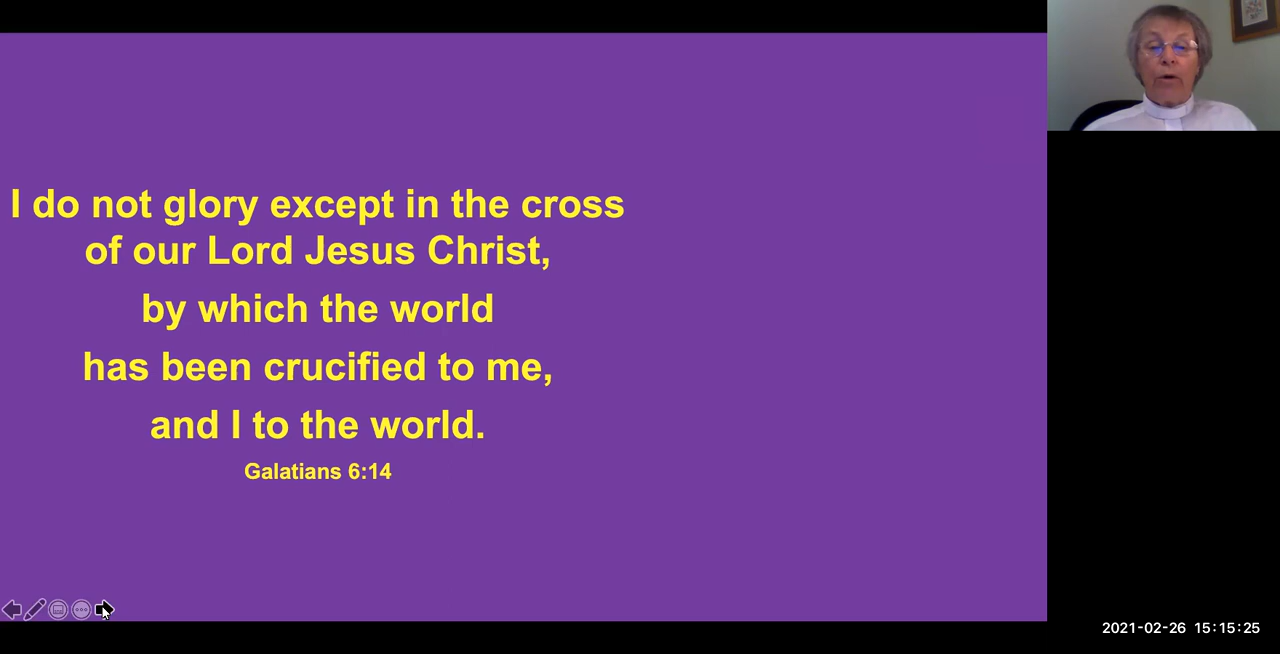 I do not glory except in the cross
of our Lord Jesus Christ,
by which the world
has been crucified to me,
and I to the world.
Galatians 6:14
2021-02-26 15:15:25